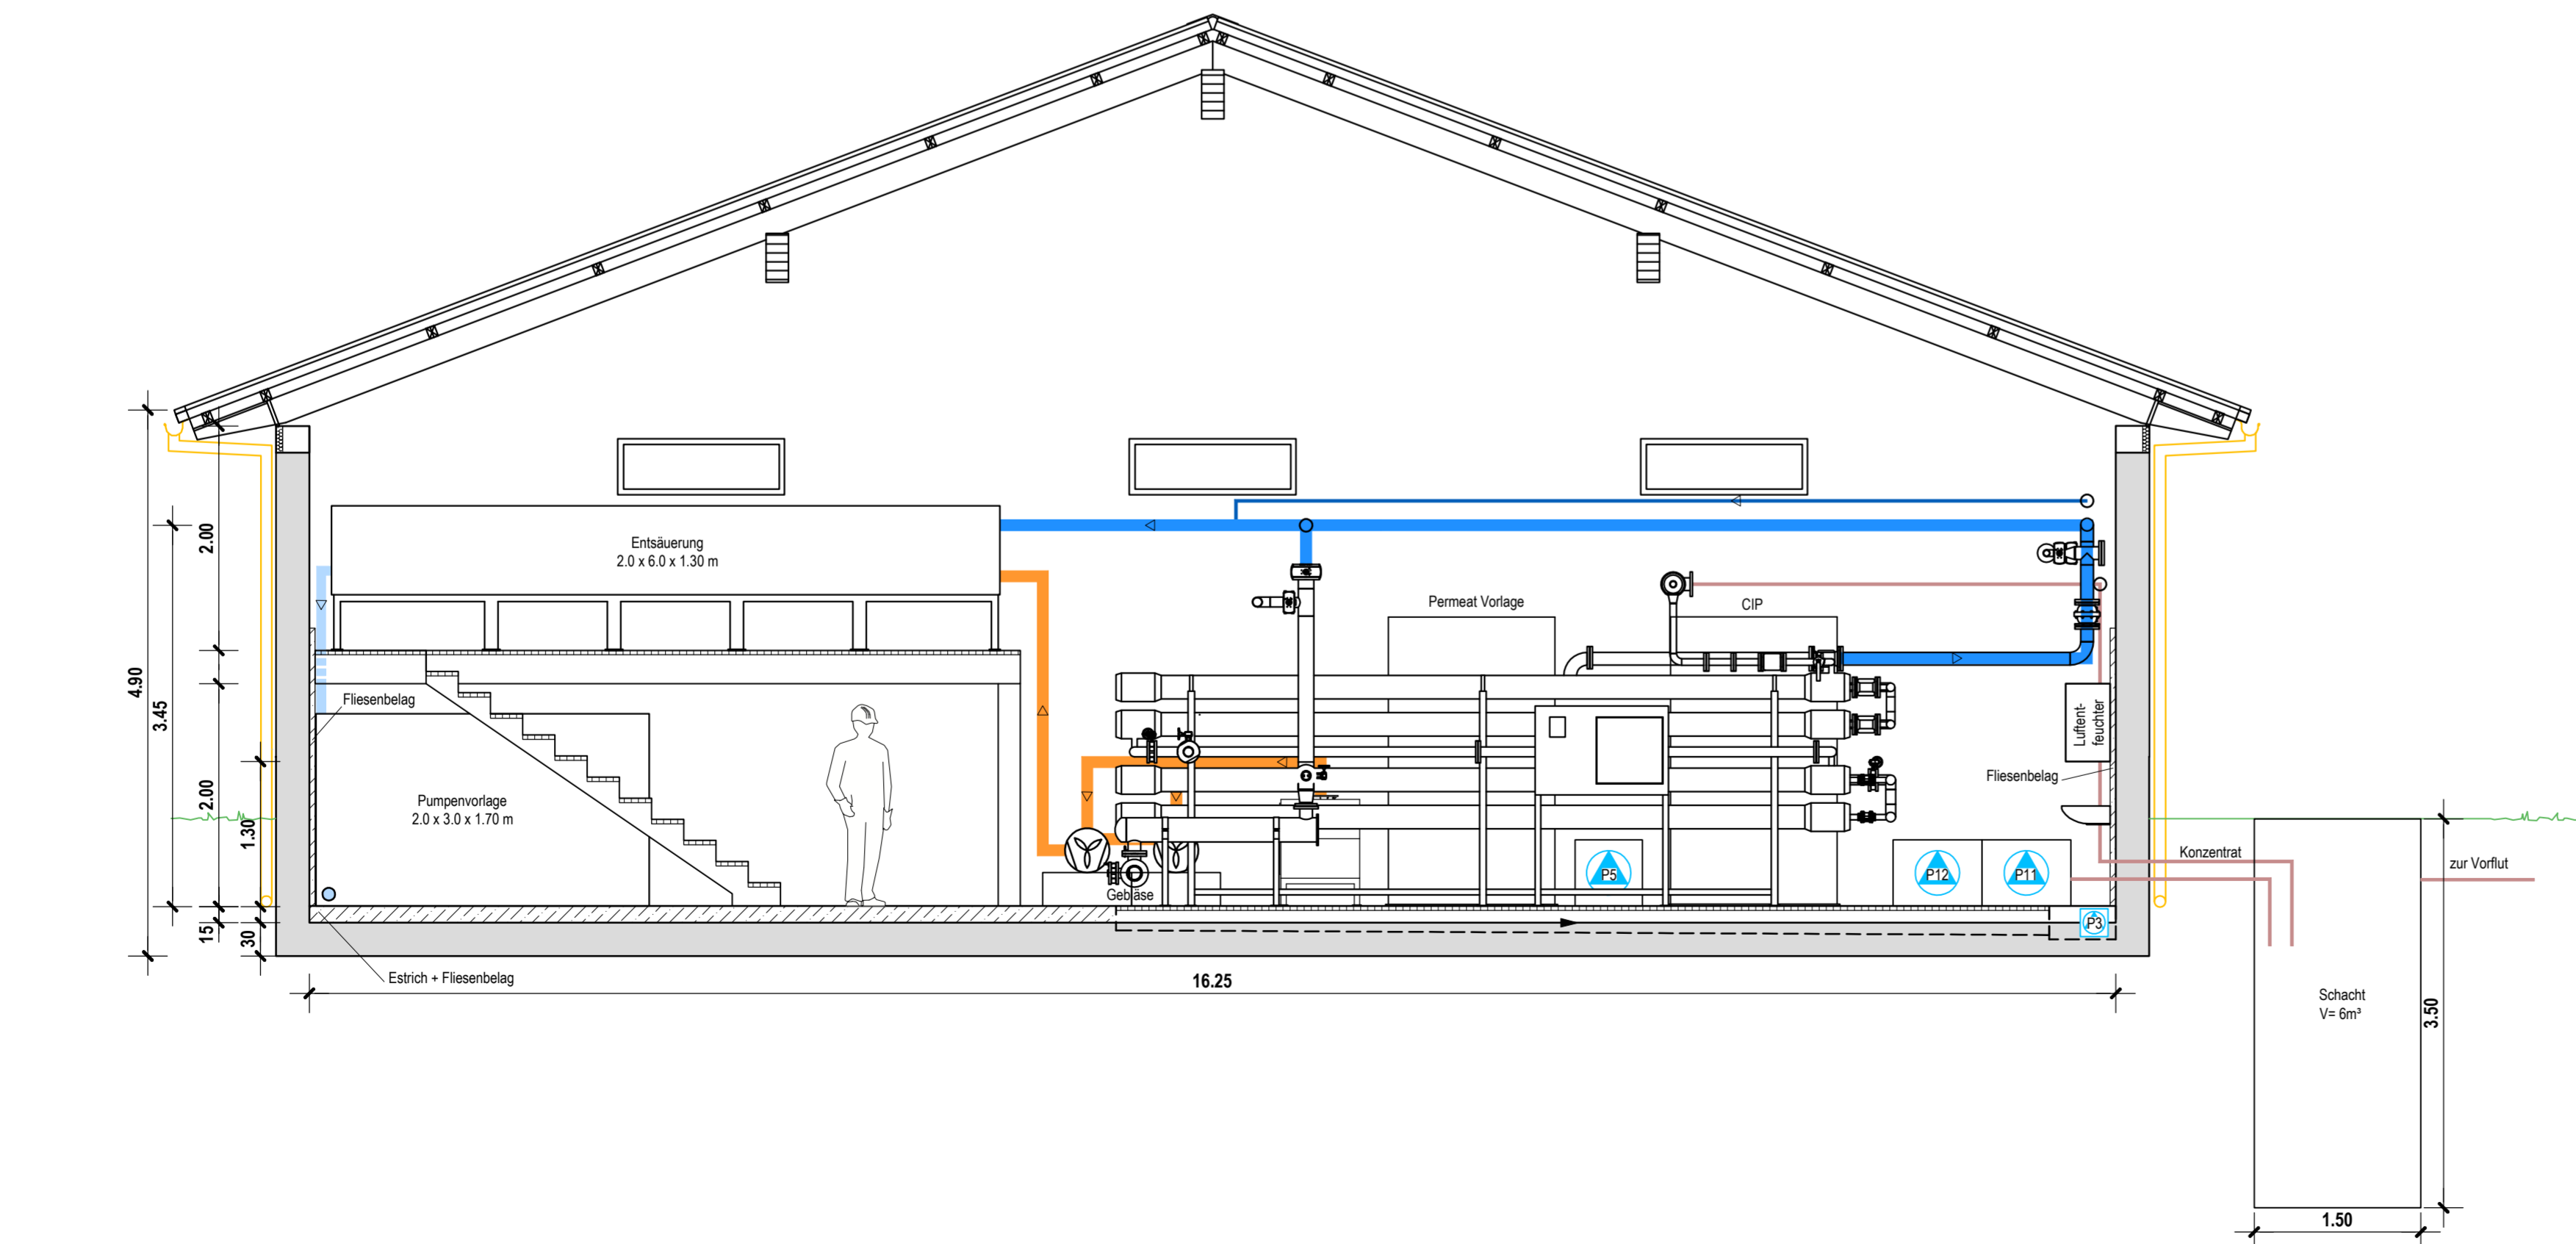 Entsäuerung
2.0 x 6.0 x 1.30 m
2.00
4.90
3.45
2.00
1.30
15
30
Permeat Vorlage
CIP
Fliesenbelag
Luftent-
feuchter
Fliesenbelag
Pumpenvorlage
2.0 x 3.0 x 1.70 m
Gebläse
P5
P12
P11
P3
Konzentrat
zur Vorflut
Estrich + Fliesenbelag
16.25
Schacht
V= 6m³
3.50
1.50